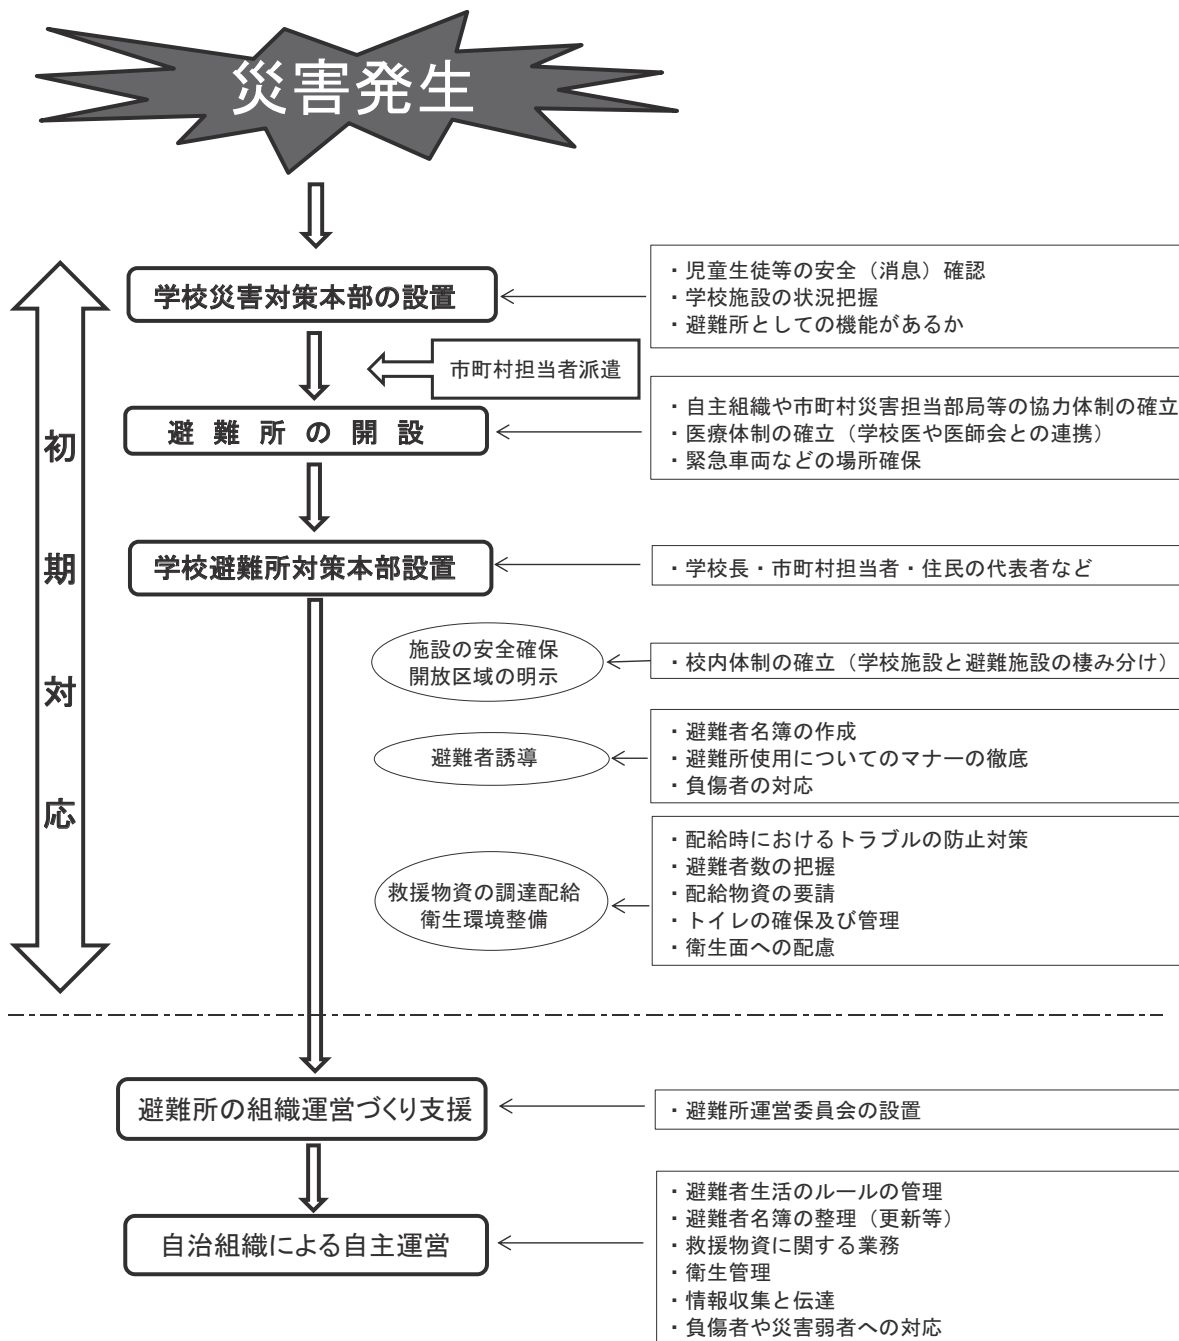 災害発生
学校災害対策本部の設置
・児童生徒等の安全（消息）確認
・学校施設の状況把握
・避難所としての機能があるか
市町村担当者派遣
避難所の開設
・自主組織や市町村災害担当部局等の協力体制の確立
・医療体制の確立（学校医や医師会との連携）
・緊急車両などの場所確保
初期対応
学校避難所対策本部設置
・学校長・市町村担当者・住民の代表者など
施設の安全確保
開放区域の明示
・校内体制の確立（学校施設と避難施設の棲み分け）
避難者誘導
・避難者名簿の作成
・避難所使用についてのマナーの徹底
・負傷者の対応
救援物資の調達配給
衛生環境整備
・配給時におけるトラブルの防止対策
・避難者数の把握
・配給物資の要請
・トイレの確保及び管理
・衛生面への配慮
避難所の組織運営づくり支援
・避難所運営委員会の設置
自治組織による自主運営
・避難者生活のルールの管理
・避難者名簿の整理（更新等）
・救援物資に関する業務
・衛生管理
・情報収集と伝達
・負傷者や災害弱者への対応